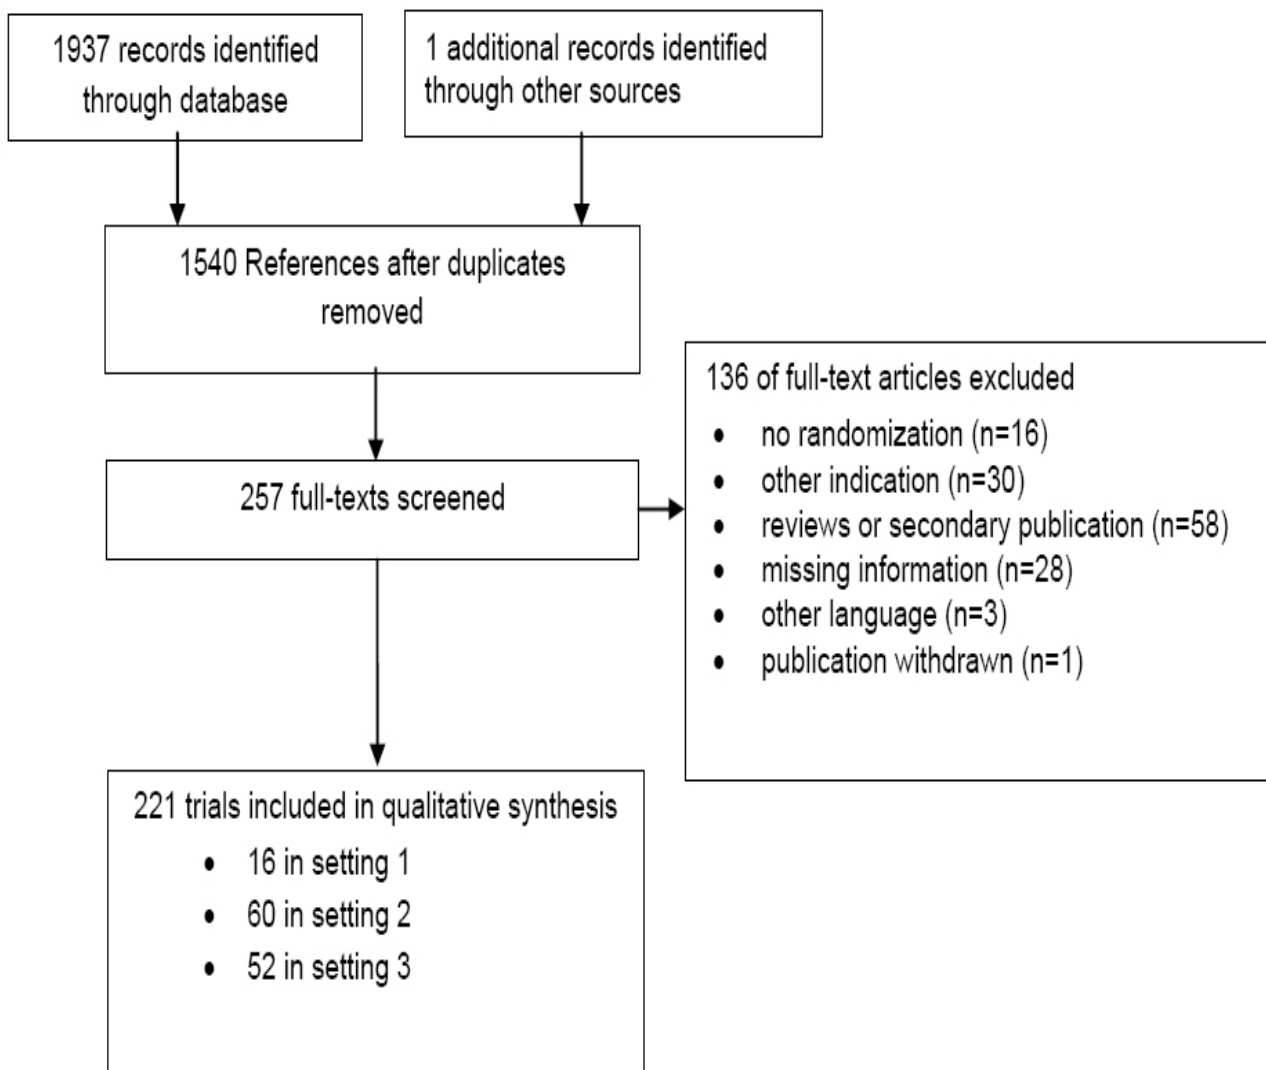 1937 records identified
through database
1 additional records identified
through other sources
1540 References after duplicates
removed
257 full-texts screened
136 of full-text articles excluded
• no randomization (n=16)
• other indication (n=30)
• reviews or secondary publication (n=58)
• missing information (n=28)
• other language (n=3)
• publication withdrawn (n=1)
221 trials included in qualitative synthesis
• 16 in setting 1
• 60 in setting 2
• 52 in setting 3